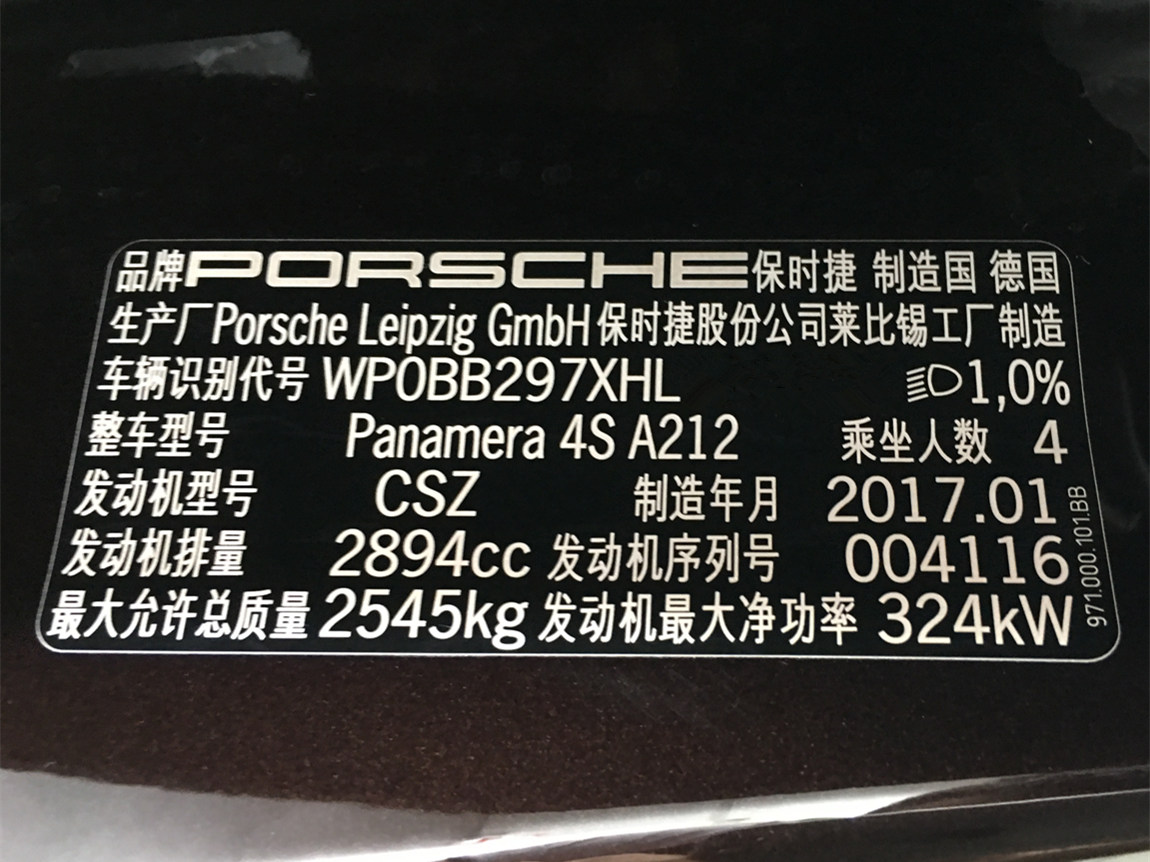 品牌PORSCHE保时捷 制造国 德国
生产厂Porsche Leipzig GmbH保时捷股份公司莱比锡工厂制造
车辆识别代号 WP0BB297XHL 1,0%
整车型号 Panamera 4S A212 乘坐人数 4
发动机型号 CSZ 制造年月 2017.01
发动机排量 2894cc 发动机序列号 004116
最大允许总质量 2545kg 发动机最大净功率 324kW
971.000.101.BB